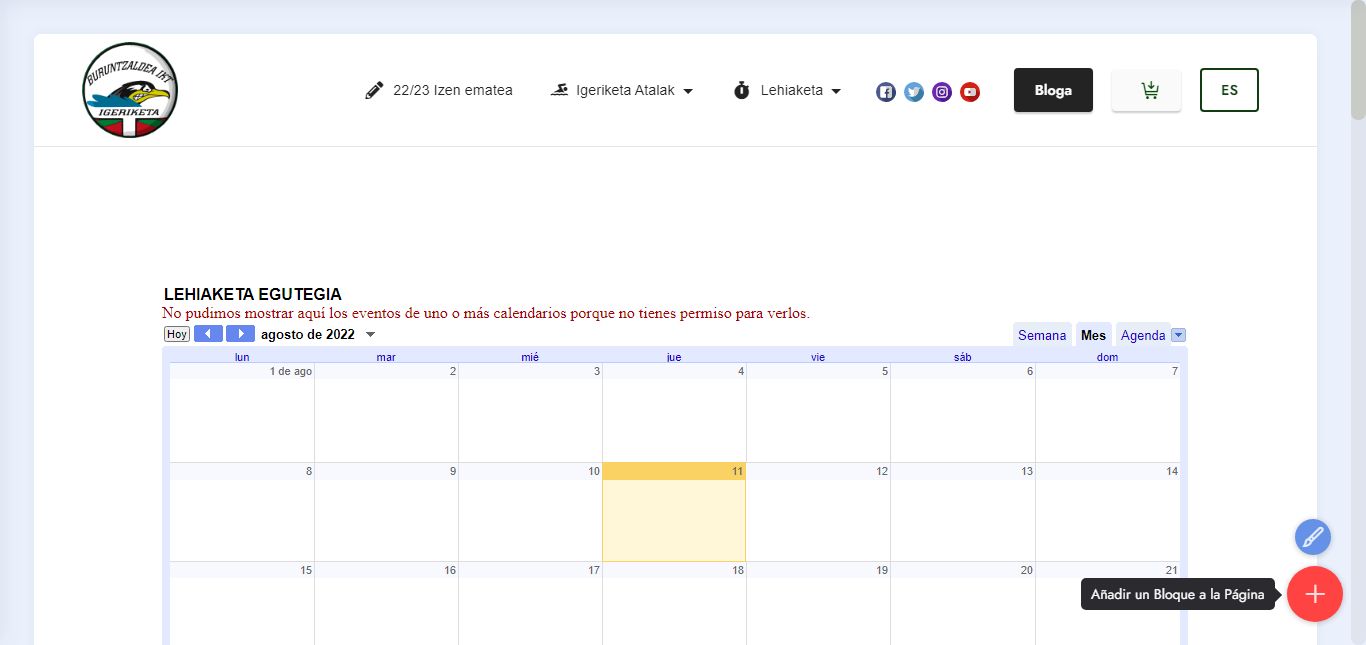 BURUNTZALDEA IKT
IGERIKETA
22/23 Izen ematea
Igeriketa Atalak
Lehiaketa
Bloga
ES
LEHIAKETA EGUTEGIA
No pudimos mostrar aquí los eventos de uno o más calendarios porque no tienes permiso para verlos.
Hoy agosto de 2022 Semana Mes Agenda
lun mar mié jue vie sáb dom
1 de ago 2 3 4 5 6 7
8 9 10 11 12 13 14
15 16 17 18 19 20 21
Añadir un Bloque a la Página